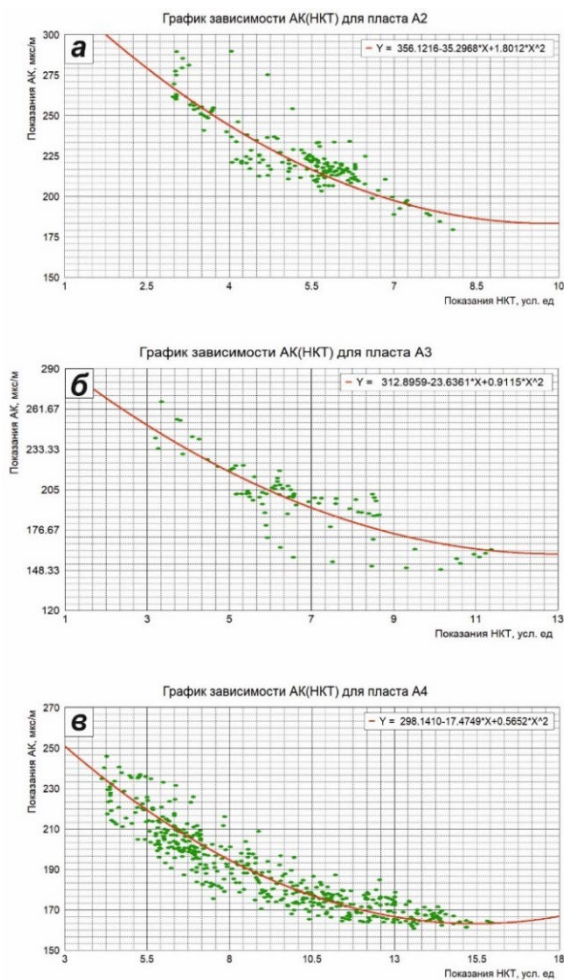 График зависимости АК(НКТ) для пласта А2
а
Y = 356.1216-35.2968*X+1.8012*X^2
Показания АК, мкс/м
300
275
250
225
200
175
150
1
2.5
4
5.5
7
8.5
10
Показания НКТ, усл. ед
График зависимости АК(НКТ) для пласта А3
б
Y = 312.8959-23.6361*X+0.9115*X^2
Показания АК, мкс/м
290
261.67
233.33
205
176.67
148.33
120
1
3
5
7
9
11
13
Показания НКТ, усл. ед
График зависимости АК(НКТ) для пласта А4
в
Y = 298.1410-17.4749*X+0.5652*X^2
Показания АК, мкс/м
270
250
230
210
190
170
150
3
5.5
8
10.5
13
15.5
18
Показания НКТ, усл. ед